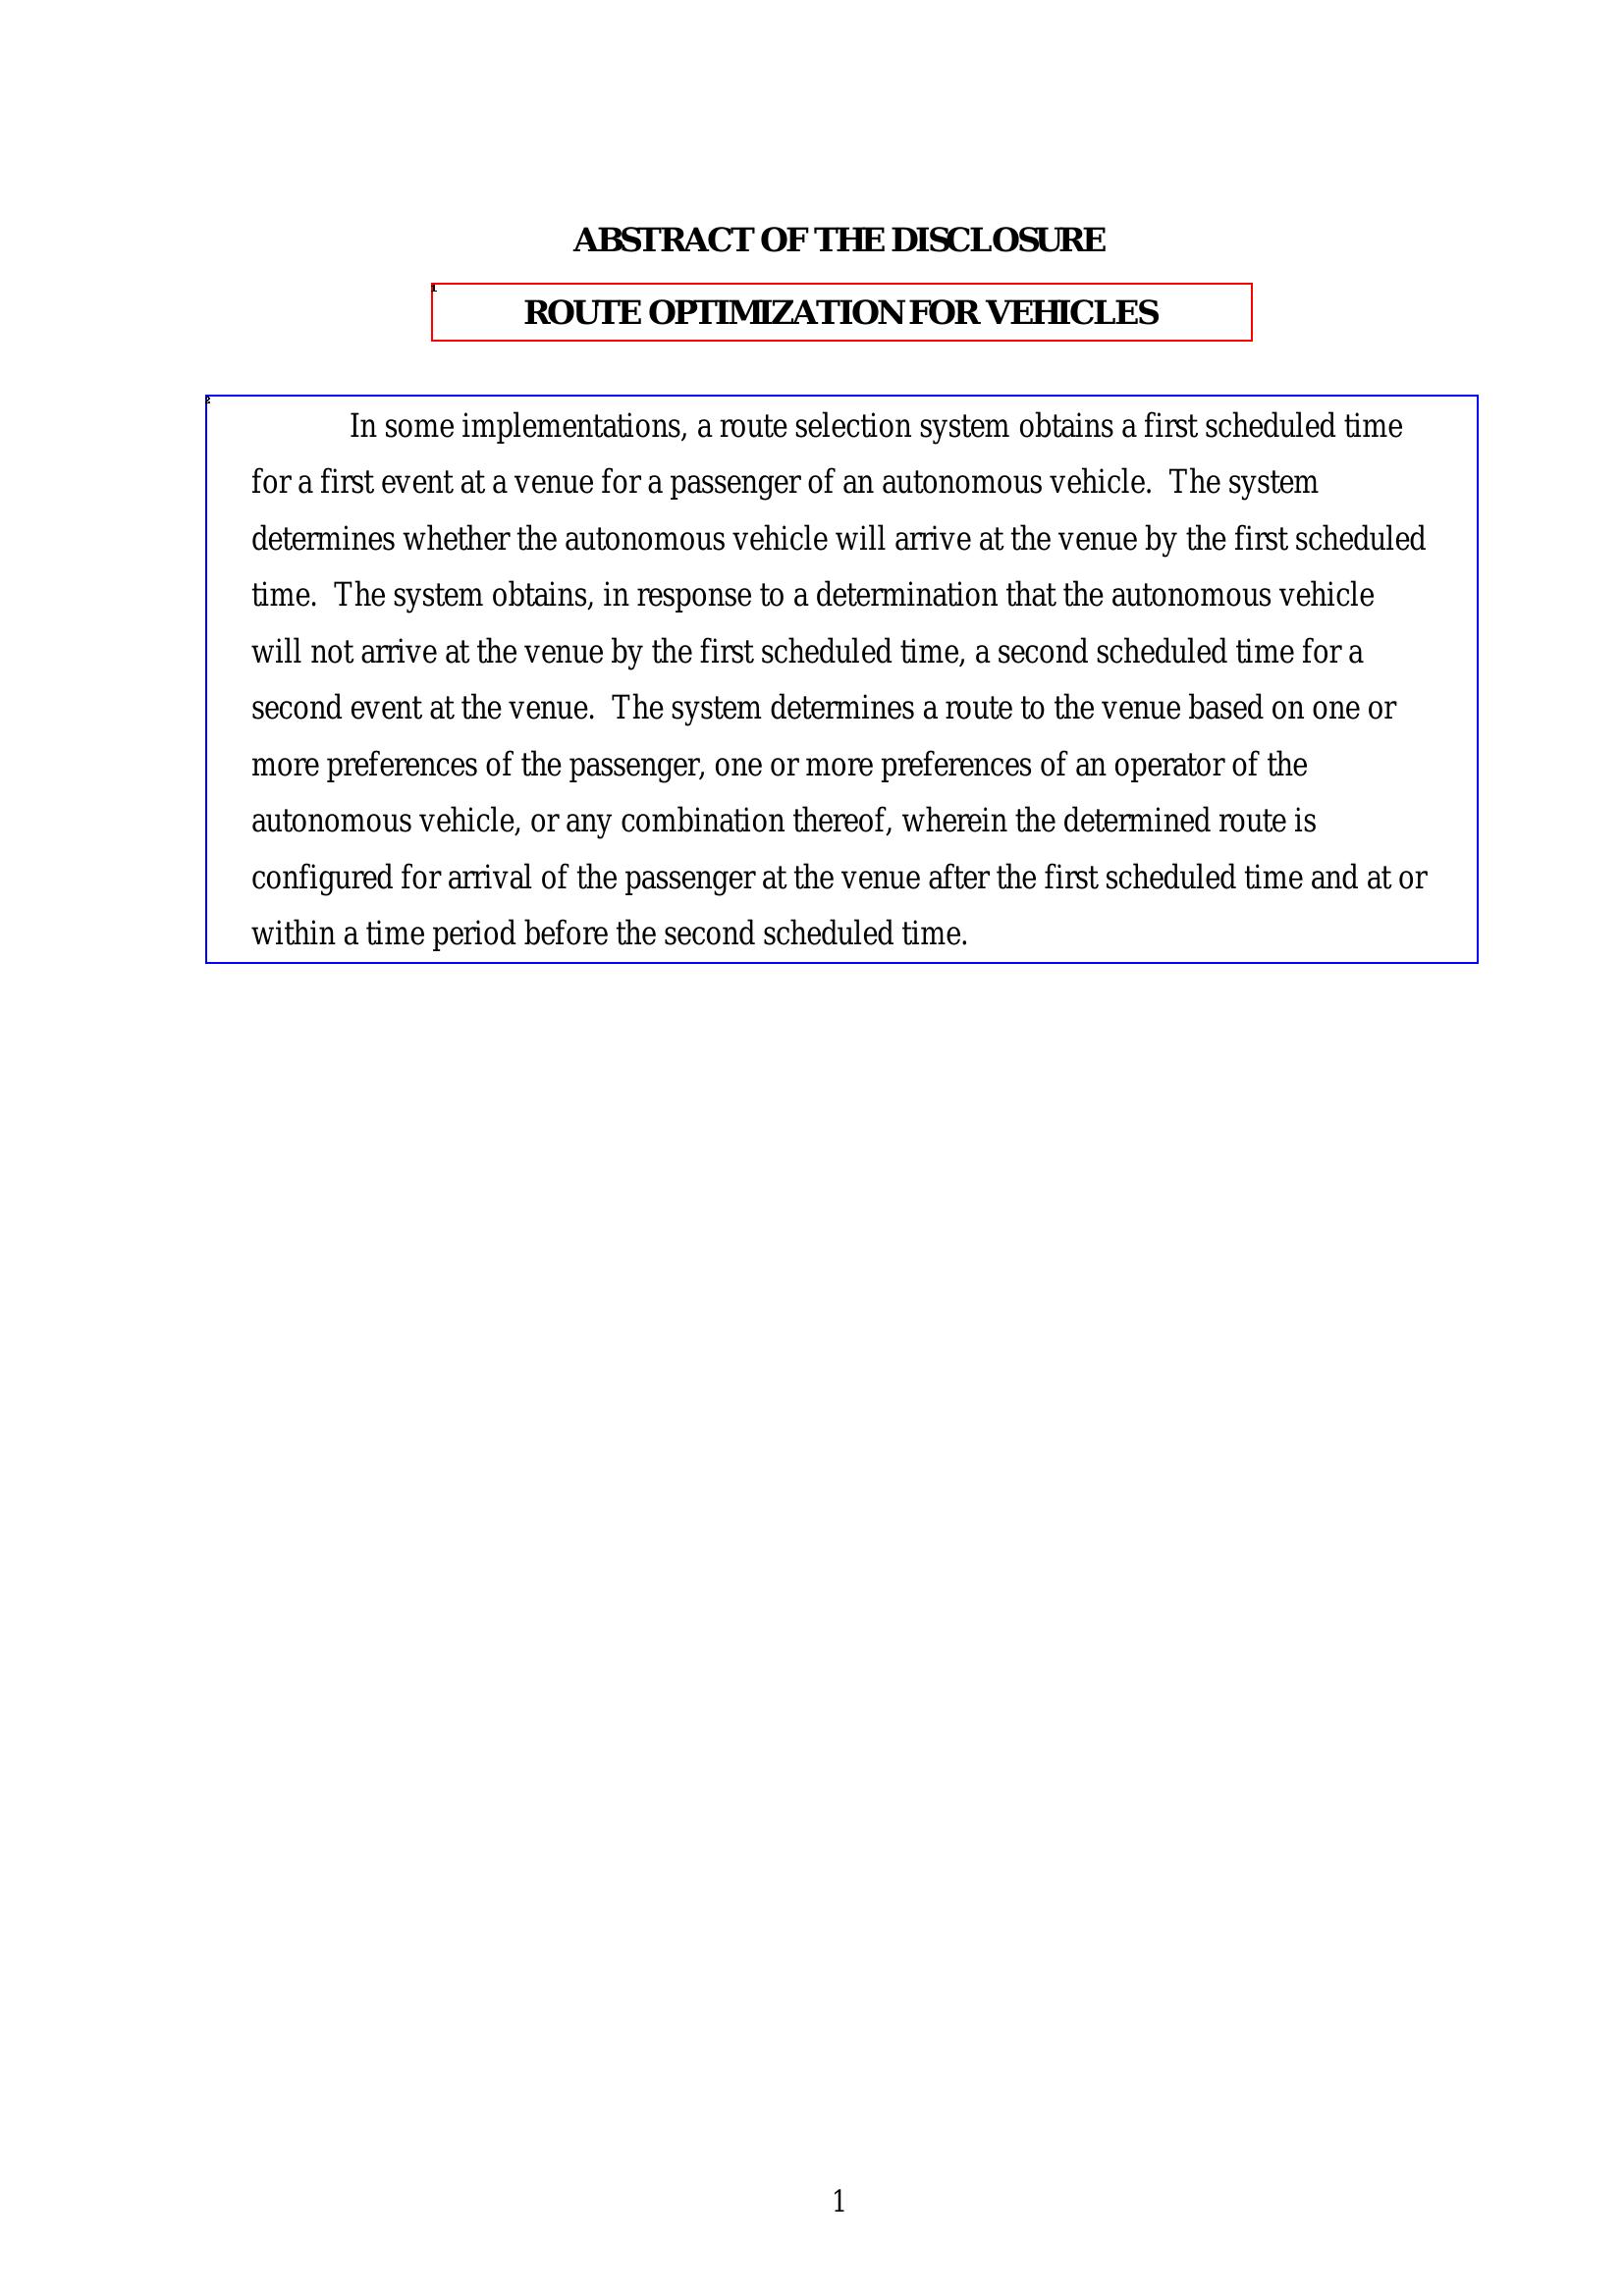 ABSTRACT OF THE DISCLOSURE
1
ROUTE OPTIMIZATION FOR VEHICLES
2
In some implementations, a route selection system obtains a first scheduled time
for a first event at a venue for a passenger of an autonomous vehicle.  The system
determines whether the autonomous vehicle will arrive at the venue by the first scheduled
time.  The system obtains, in response to a determination that the autonomous vehicle
will not arrive at the venue by the first scheduled time, a second scheduled time for a
second event at the venue.  The system determines a route to the venue based on one or
more preferences of the passenger, one or more preferences of an operator of the
autonomous vehicle, or any combination thereof, wherein the determined route is
configured for arrival of the passenger at the venue after the first scheduled time and at or
within a time period before the second scheduled time.
1